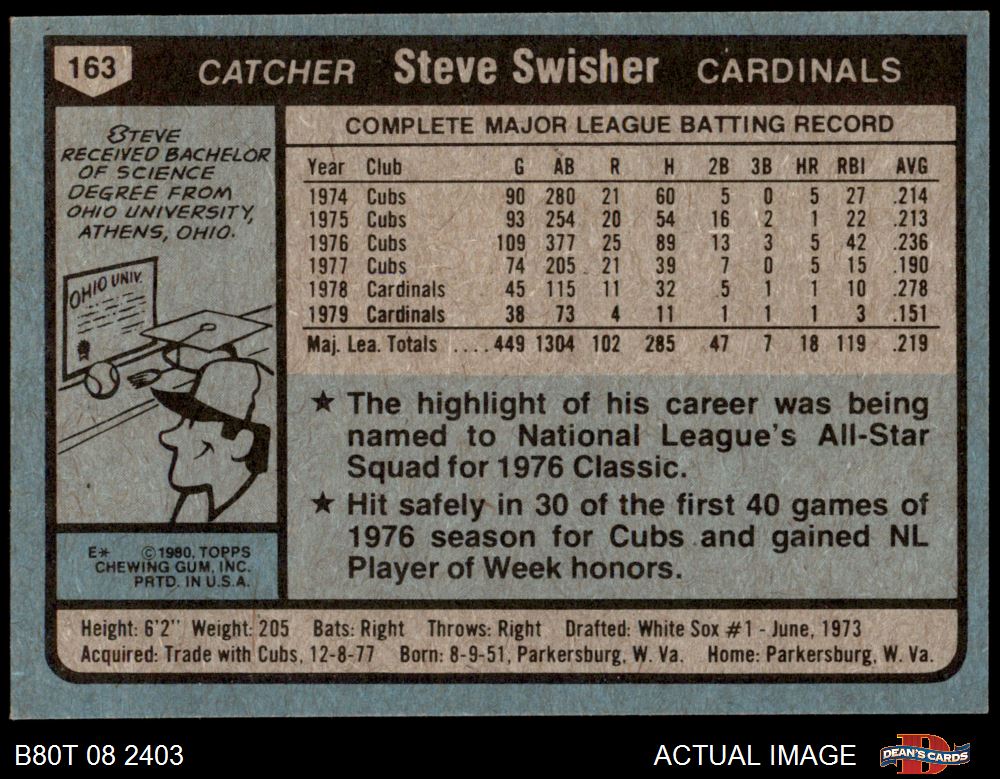 163 CATCHER Steve Swisher CARDINALS
STEVE
RECEIVED BACHELOR
OF SCIENCE
DEGREE FROM
OHIO UNIVERSITY,
ATHENS, OHIO.
OHIO UNIV.
E* ©1980, TOPPS
CHEWING GUM, INC.
PRTD. IN U.S.A.
COMPLETE MAJOR LEAGUE BATTING RECORD
Year Club G AB R H 2B 3B HR RBI AVG
1974 Cubs 90 280 21 60 5 0 5 27 .214
1975 Cubs 93 254 20 54 16 2 1 22 .213
1976 Cubs 109 377 25 89 13 3 5 42 .236
1977 Cubs 74 205 21 39 7 0 5 15 .190
1978 Cardinals 45 115 11 32 5 1 1 10 .278
1979 Cardinals 38 73 4 11 1 1 1 3 .151
Maj. Lea. Totals ....449 1304 102 285 47 7 18 119 .219
★ The highlight of his career was being
named to National League's All-Star
Squad for 1976 Classic.
★ Hit safely in 30 of the first 40 games of
1976 season for Cubs and gained NL
Player of Week honors.
Height: 6'2" Weight: 205 Bats: Right Throws: Right Drafted: White Sox #1 - June, 1973
Acquired: Trade with Cubs, 12-8-77 Born: 8-9-51, Parkersburg, W. Va. Home: Parkersburg, W. Va.
B80T 08 2403 ACTUAL IMAGE DEAN'S CARDS